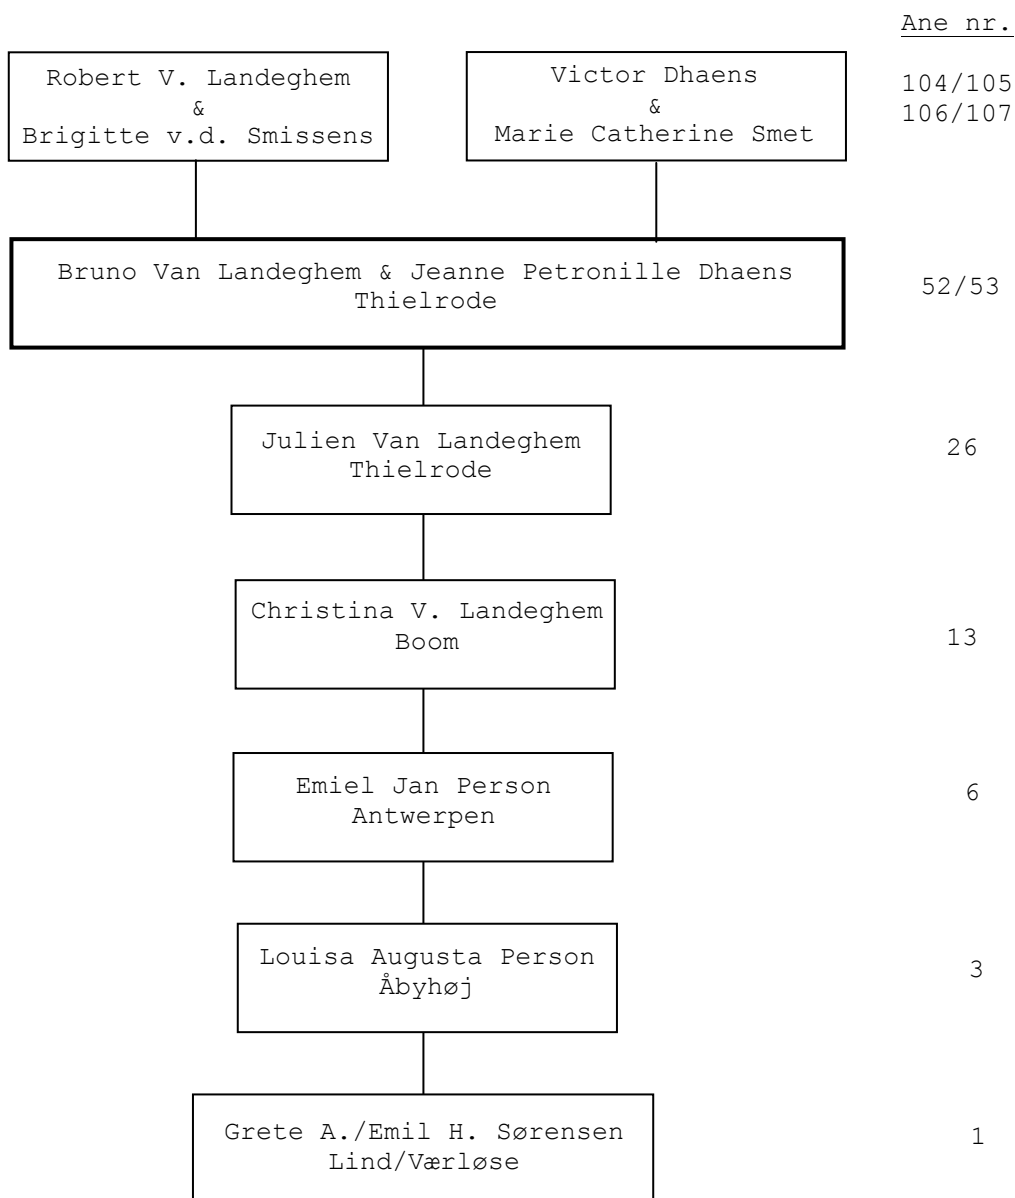 Ane nr.
Robert V. Landeghem
&
Brigitte v.d. Smissens
Victor Dhaens
&
Marie Catherine Smet
104/105
106/107
Bruno Van Landeghem & Jeanne Petronille Dhaens
Thielrode
52/53
Julien Van Landeghem
Thielrode
26
Christina V. Landeghem
Boom
13
Emiel Jan Person
Antwerpen
6
Louisa Augusta Person
Åbyhøj
3
Grete A./Emil H. Sørensen
Lind/Værløse
1